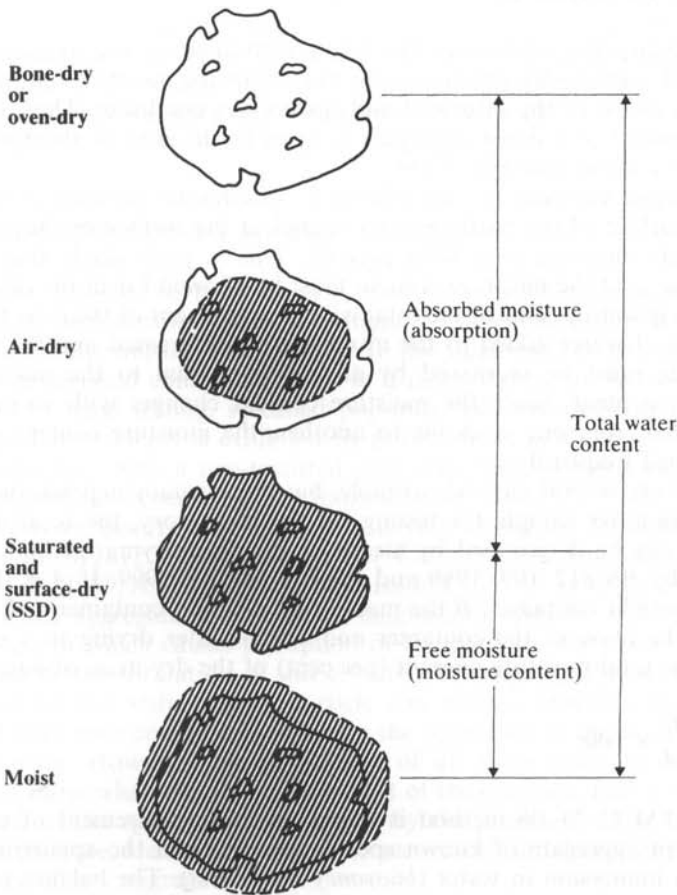 Bone-dry
or
oven-dry
Absorbed moisture
(absorption)
Air-dry
Total water
content
Saturated
and
surface-dry
(SSD)
Free moisture
(moisture content)
Moist